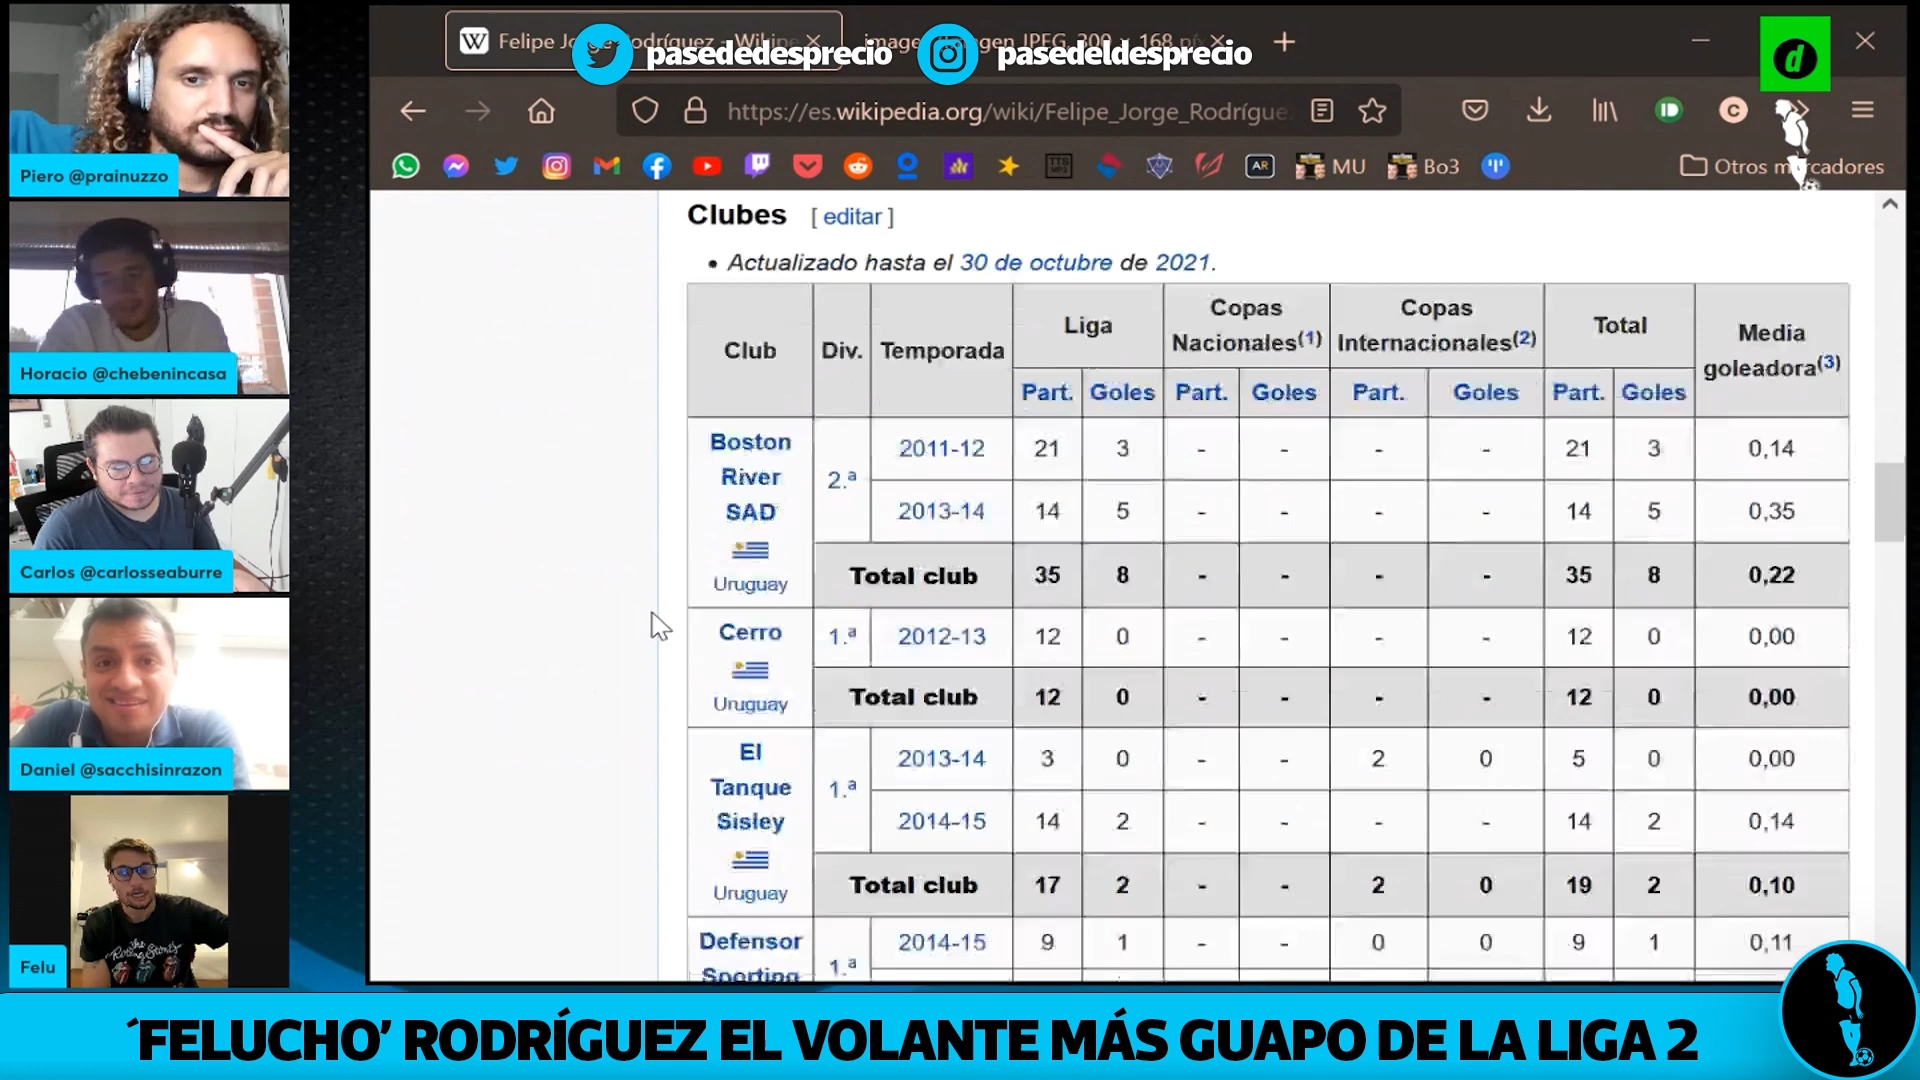 Felipe Jo
pasededesprecio
pasedeldesprecio
d
https://es.wikipedia.org/wiki/Felipe_Jorge_Rodrígue
TTS
MP3
AR
MU
Bo3
Otros
Piero @prainuzzo
Horacio @chebenincasa
Carlos @carlosseaburre
Daniel @sacchisinrazon
Felu
Clubes [ editar ]
• Actualizado hasta el 30 de octubre de 2021.
Club Div. Temporada Liga Copas Nacionales(1) Copas Internacionales(2) Total Media goleadora(3)
Part. Goles Part. Goles Part. Goles Part. Goles
Boston River SAD Uruguay 2.ª 2011-12 21 3 - - - - 21 3 0,14
2013-14 14 5 - - - - 14 5 0,35
Total club 35 8 - - - - 35 8 0,22
Cerro Uruguay 1.ª 2012-13 12 0 - - - - 12 0 0,00
Total club 12 0 - - - - 12 0 0,00
El Tanque Sisley Uruguay 1.ª 2013-14 3 0 - - 2 0 5 0 0,00
2014-15 14 2 - - - - 14 2 0,14
Total club 17 2 - - 2 0 19 2 0,10
Defensor Sporting 1.ª 2014-15 9 1 - - 0 0 9 1 0,11
´FELUCHO’ RODRÍGUEZ EL VOLANTE MÁS GUAPO DE LA LIGA 2